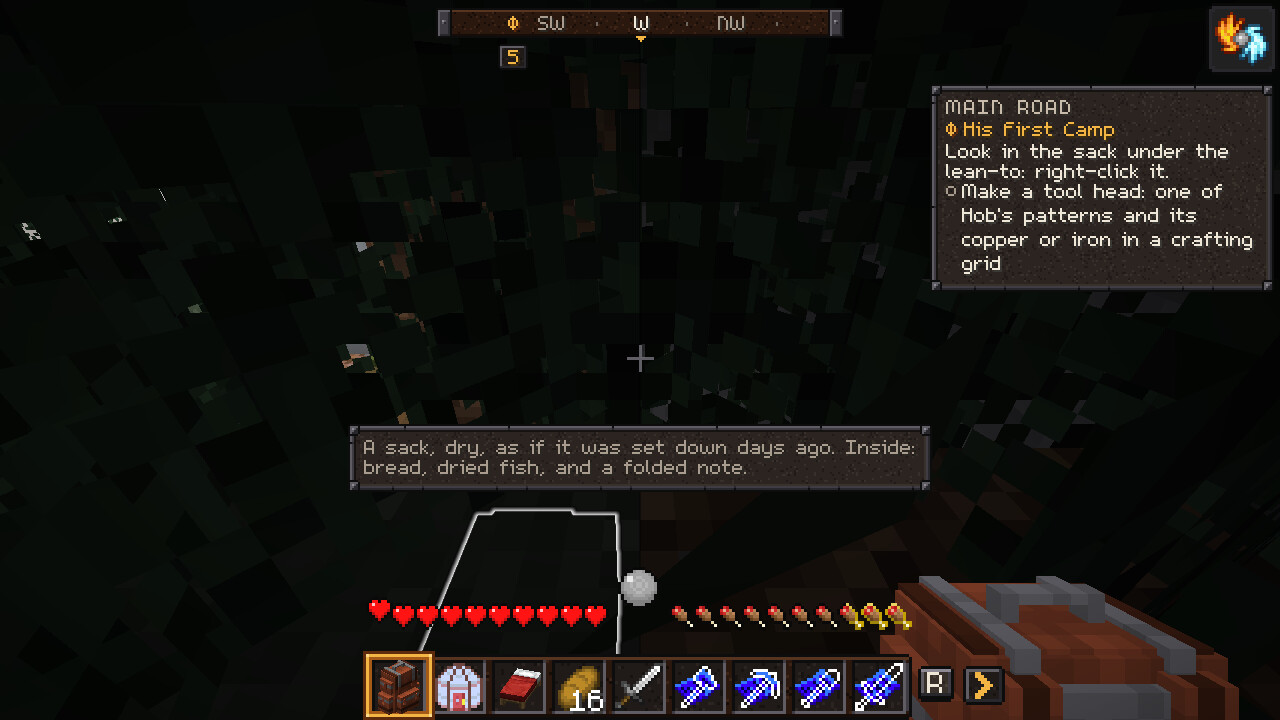 SW · W · NW ·
5
MAIN ROAD
His First Camp
Look in the sack under the
lean-to: right-click it.
Make a tool head: one of
Hob's patterns and its
copper or iron in a crafting
grid
A sack, dry, as if it was set down days ago. Inside:
bread, dried fish, and a folded note.
16
R